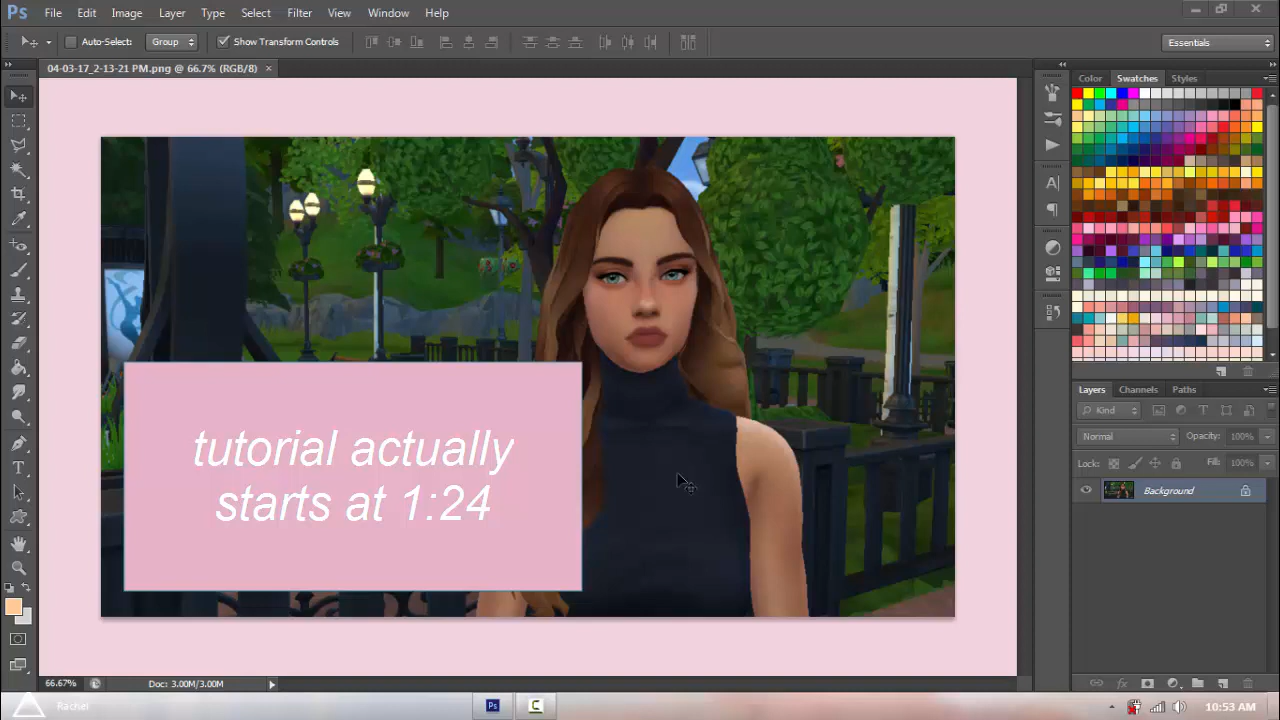 Ps File Edit Image Layer Type Select Filter View Window Help
Auto-Select: Group Show Transform Controls Essentials
04-03-17_2-13-21 PM.png @ 66.7% (RGB/8) ×
Color Swatches Styles
tutorial actually
starts at 1:24
Layers Channels Paths
Kind
Normal Opacity: 100%
Lock: Fill: 100%
Background
66.67% Doc: 3.00M/3.00M
Rachel Ps C 10:53 AM